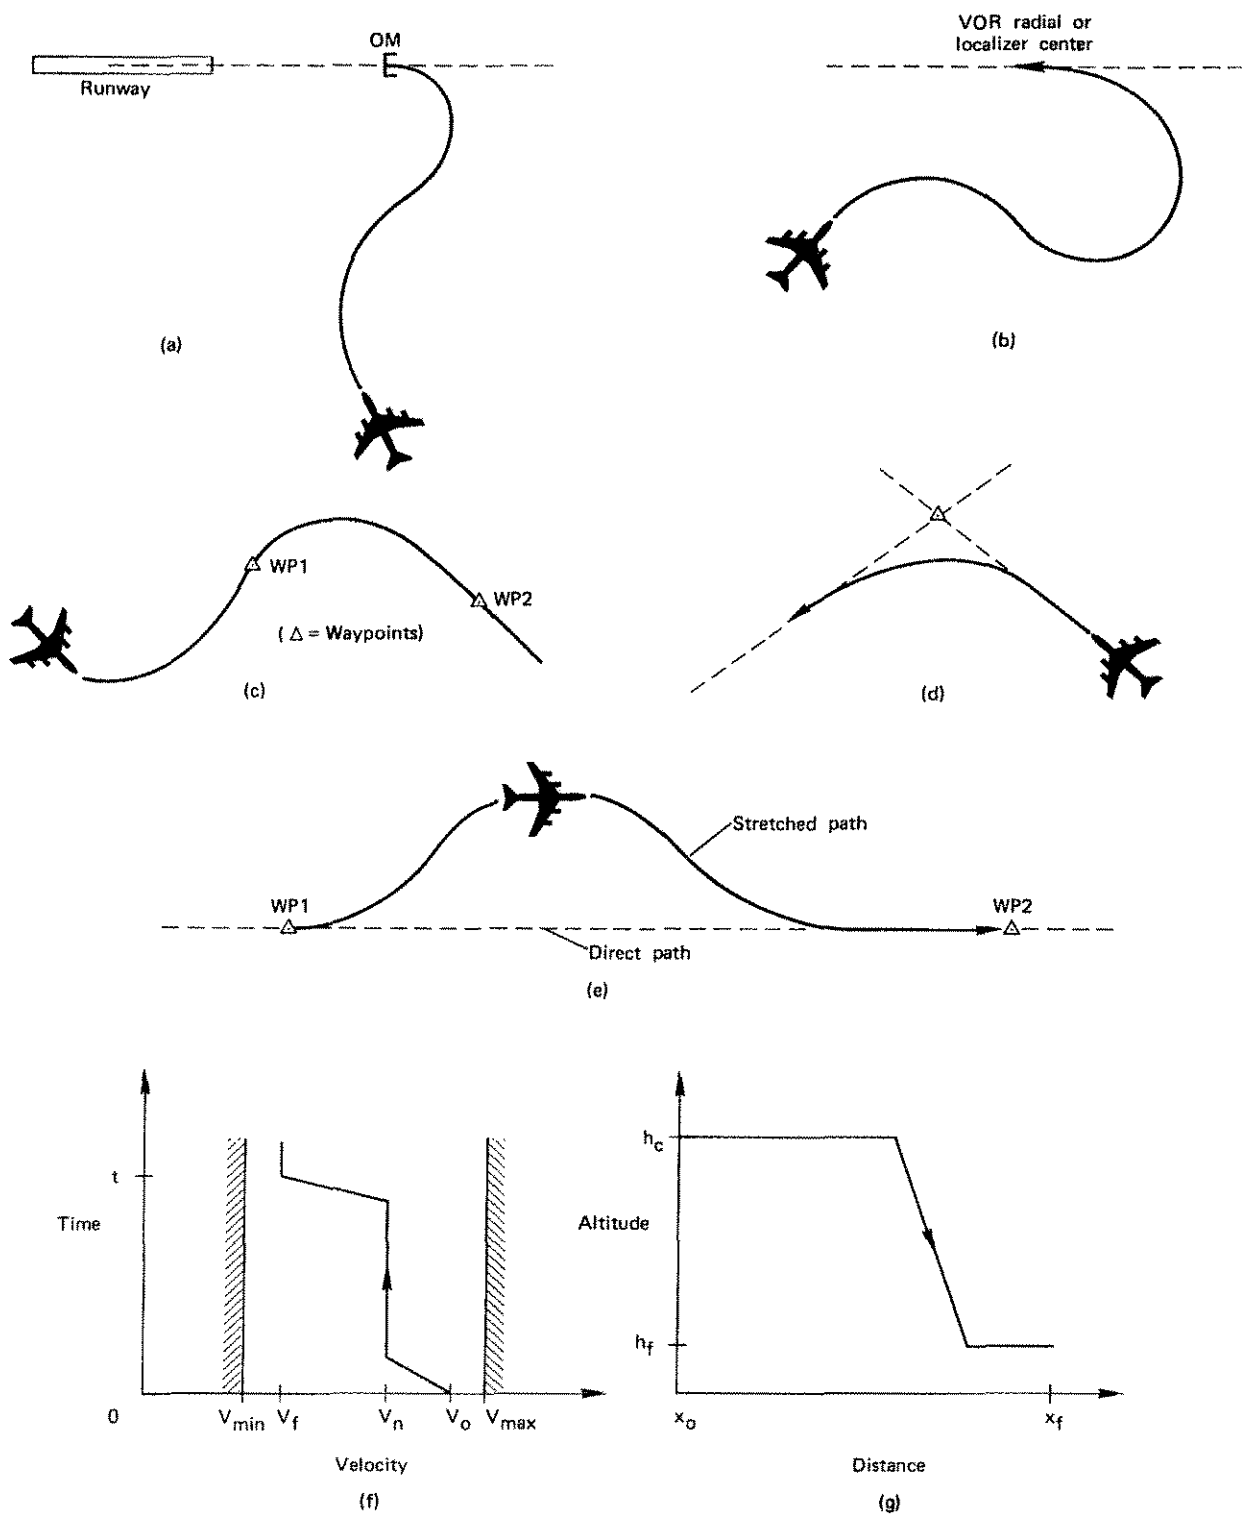 OM
Runway
(a)
VOR radial or
localizer center
(b)
WP1
WP2
( △ = Waypoints)
(c)
(d)
WP1
Stretched path
WP2
Direct path
(e)
t
Time
0
V_min
V_f
V_n
V_o
V_max
Velocity
(f)
h_c
Altitude
h_f
x_o
x_f
Distance
(g)